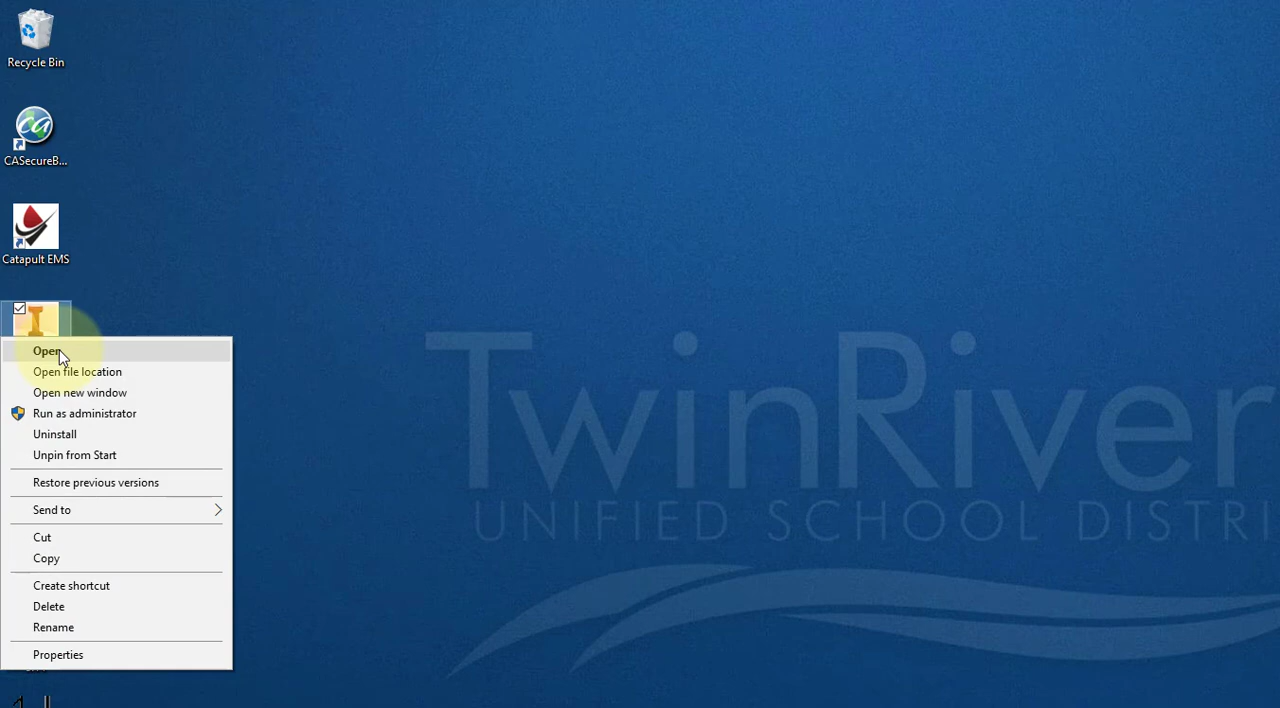 Recycle Bin
CASecureB...
Catapult EMS
Open
Open file location
Open new window
Run as administrator
Uninstall
Unpin from Start
Restore previous versions
Send to
Cut
Copy
Create shortcut
Delete
Rename
Properties
TwinRiver
UNIFIED SCHOOL DISTRI